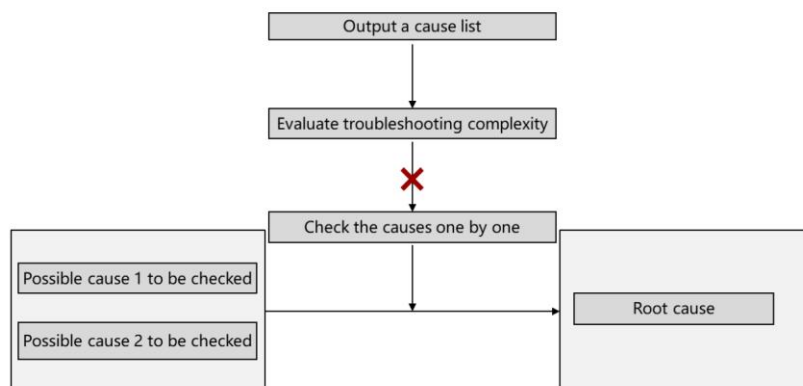 Output a cause list
Evaluate troubleshooting complexity
Check the causes one by one
Possible cause 1 to be checked
Possible cause 2 to be checked
Root cause